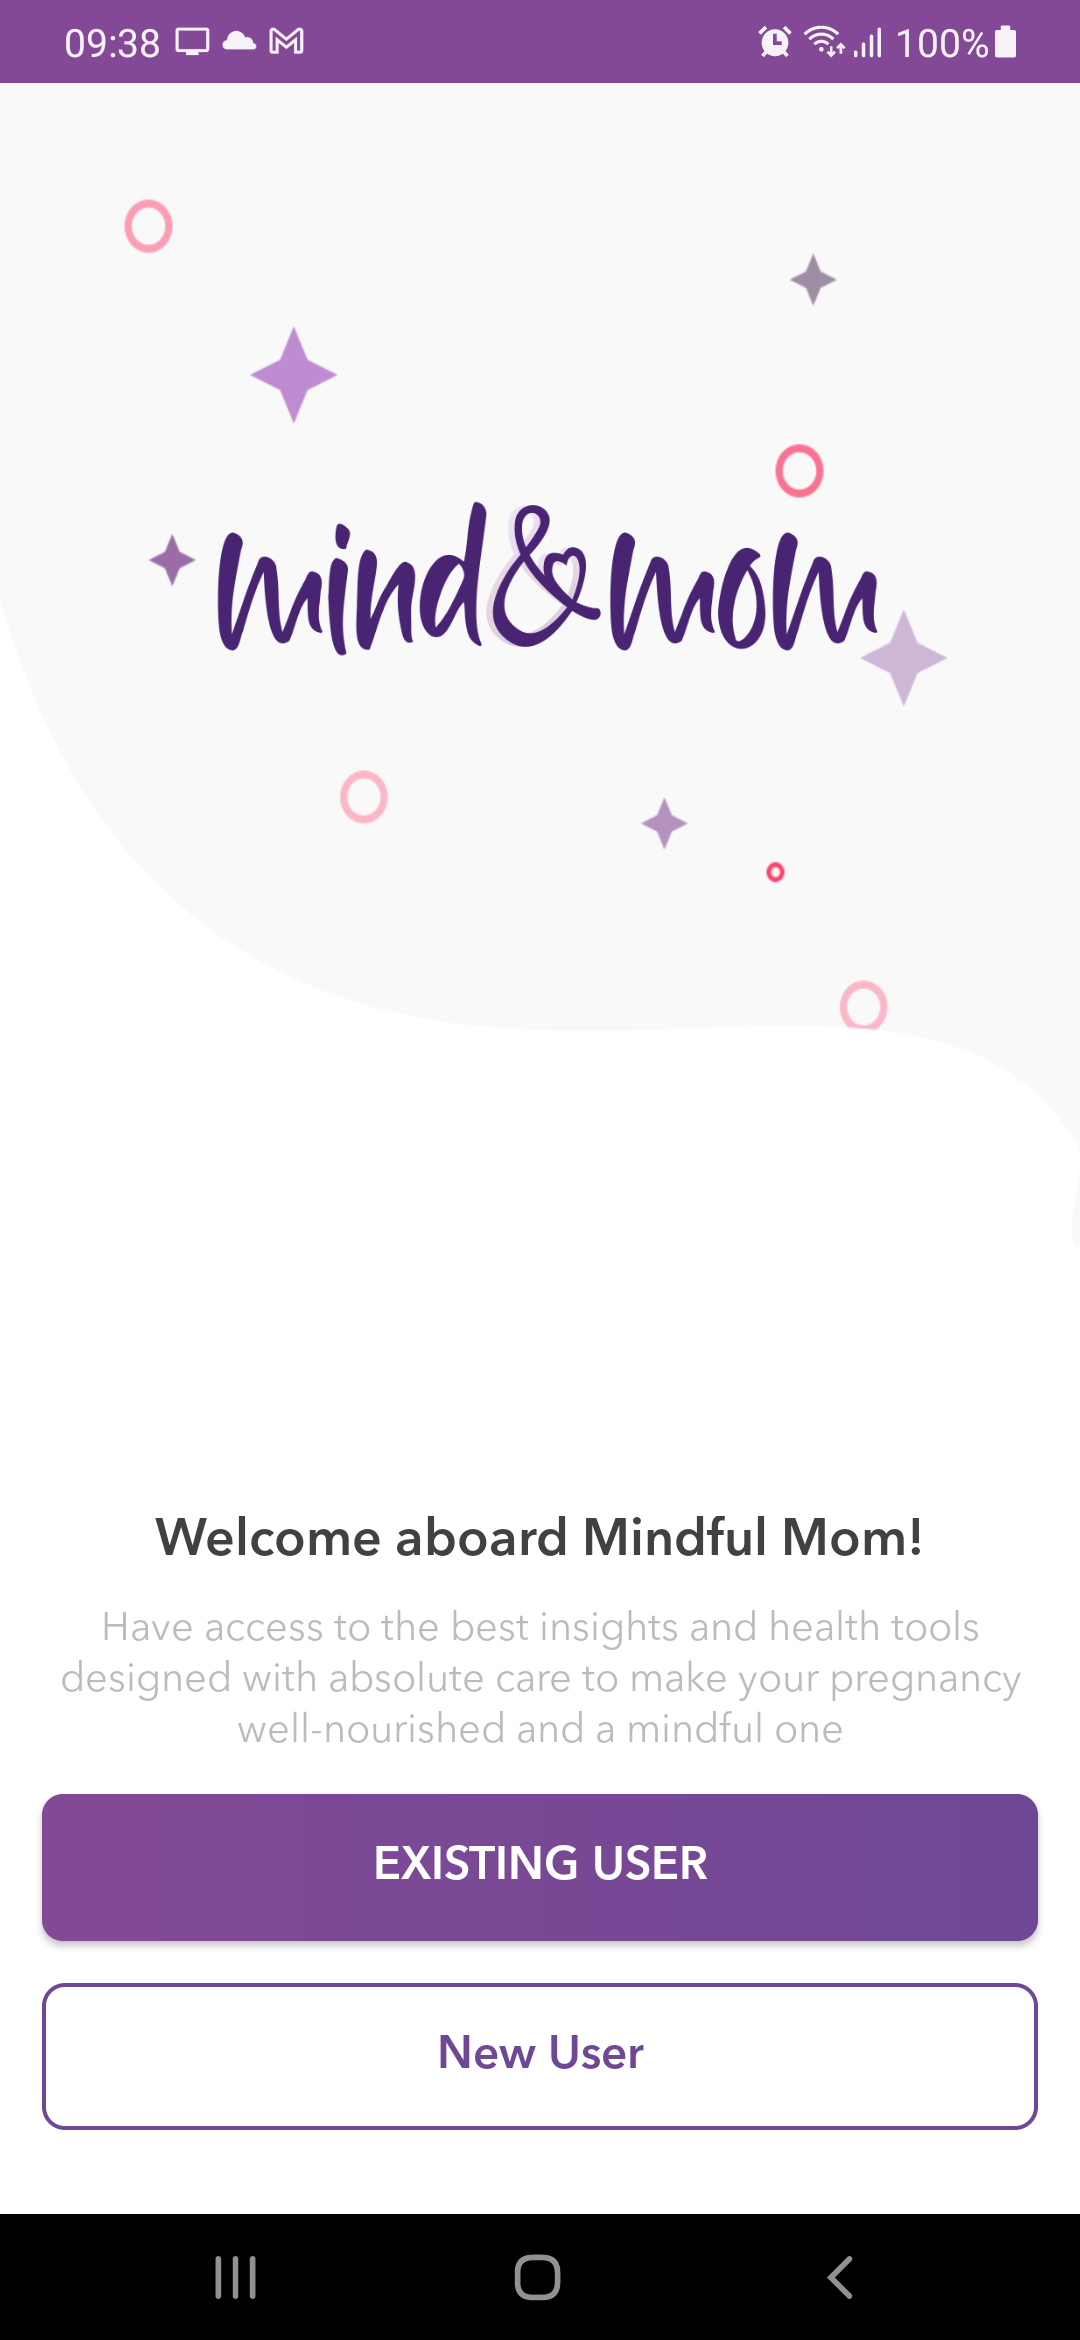 09:38
100%
mind&mom
Welcome aboard Mindful Mom!
Have access to the best insights and health tools
designed with absolute care to make your pregnancy
well-nourished and a mindful one
EXISTING USER
New User